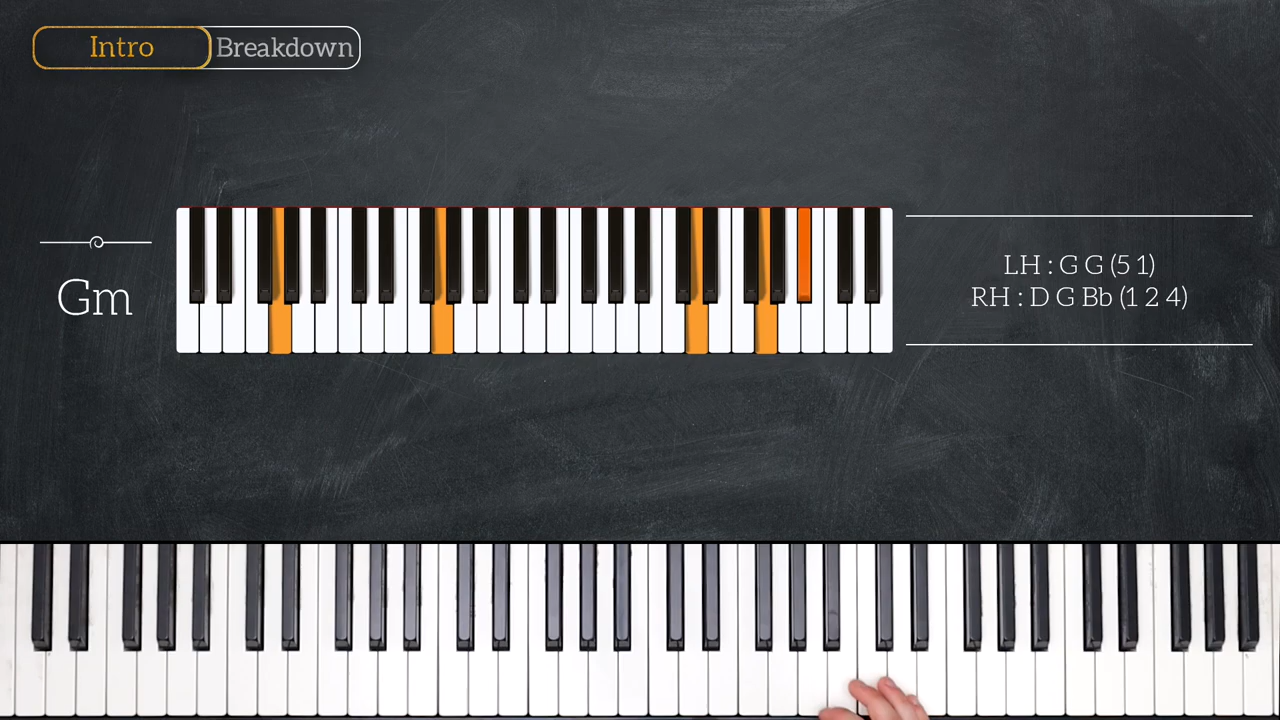 Intro Breakdown
Gm
LH : G G (5 1)
RH : D G Bb (1 2 4)